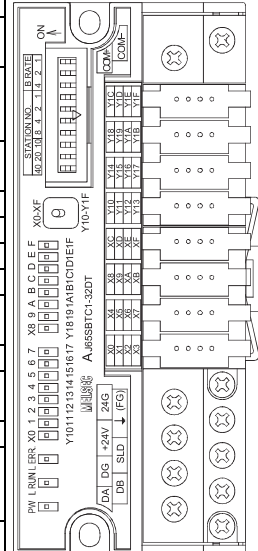 PW L RUN L ERR. X0 1 2 3 4 5 6 7 X8 9 A B C D E F
Y10 11 12 13 14 15 16 17 Y18 19 1A 1B 1C 1D 1E 1F
X0-XF
Y10-Y1F
STATION NO. B RATE
40 20 10 8 4 2 1 4 2 1
ON
MELSEC AJ65SBTC1-32DT
DA DG +24V 24G
DB SLD (FG)
X0 X4 X8 XC Y10 Y14 Y18 Y1C COM-
X1 X5 X9 XD Y11 Y15 Y19 Y1D
X2 X6 XA XE Y12 Y16 Y1A Y1E COM-
X3 X7 XB XF Y13 Y17 Y1B Y1F